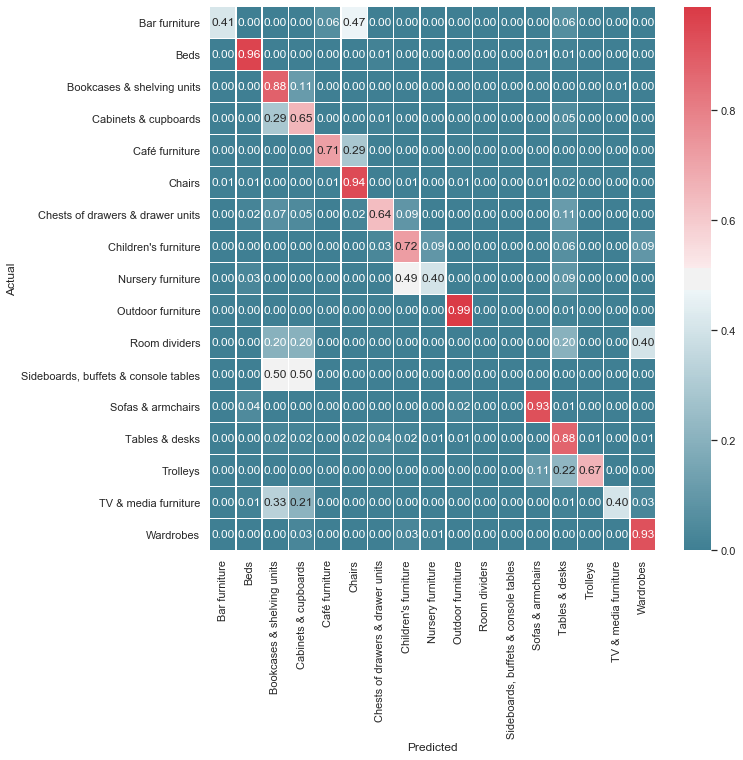 Bar furniture 0.41 0.00 0.00 0.00 0.06 0.47 0.00 0.00 0.00 0.00 0.00 0.00 0.00 0.06 0.00 0.00 0.00
Beds 0.00 0.96 0.00 0.00 0.00 0.00 0.01 0.00 0.00 0.00 0.00 0.00 0.01 0.01 0.00 0.00 0.00
0.8
Bookcases & shelving units 0.00 0.00 0.88 0.11 0.00 0.00 0.00 0.00 0.00 0.00 0.00 0.00 0.00 0.00 0.00 0.01 0.00
Cabinets & cupboards 0.00 0.00 0.29 0.65 0.00 0.00 0.01 0.00 0.00 0.00 0.00 0.00 0.00 0.05 0.00 0.00 0.00
Café furniture 0.00 0.00 0.00 0.00 0.71 0.29 0.00 0.00 0.00 0.00 0.00 0.00 0.00 0.00 0.00 0.00 0.00
Chairs 0.01 0.01 0.00 0.00 0.01 0.94 0.00 0.01 0.00 0.01 0.00 0.00 0.01 0.02 0.00 0.00 0.00
Chests of drawers & drawer units 0.00 0.02 0.07 0.05 0.00 0.02 0.64 0.09 0.00 0.00 0.00 0.00 0.00 0.11 0.00 0.00 0.00
0.6
Children's furniture 0.00 0.00 0.00 0.00 0.00 0.00 0.03 0.72 0.09 0.00 0.00 0.00 0.00 0.06 0.00 0.00 0.09
Actual
Nursery furniture 0.00 0.03 0.00 0.00 0.00 0.00 0.00 0.49 0.40 0.00 0.00 0.00 0.00 0.09 0.00 0.00 0.00
Outdoor furniture 0.00 0.00 0.00 0.00 0.00 0.00 0.00 0.00 0.00 0.99 0.00 0.00 0.00 0.01 0.00 0.00 0.00
0.4
Room dividers 0.00 0.00 0.20 0.20 0.00 0.00 0.00 0.00 0.00 0.00 0.00 0.00 0.00 0.20 0.00 0.00 0.40
Sideboards, buffets & console tables 0.00 0.00 0.50 0.50 0.00 0.00 0.00 0.00 0.00 0.00 0.00 0.00 0.00 0.00 0.00 0.00 0.00
Sofas & armchairs 0.00 0.04 0.00 0.00 0.00 0.00 0.00 0.00 0.00 0.02 0.00 0.00 0.93 0.01 0.00 0.00 0.00
Tables & desks 0.00 0.00 0.02 0.02 0.00 0.02 0.04 0.02 0.01 0.01 0.00 0.00 0.00 0.88 0.01 0.00 0.01
0.2
Trolleys 0.00 0.00 0.00 0.00 0.00 0.00 0.00 0.00 0.00 0.00 0.00 0.00 0.11 0.22 0.67 0.00 0.00
TV & media furniture 0.00 0.01 0.33 0.21 0.00 0.00 0.00 0.00 0.00 0.00 0.00 0.00 0.00 0.01 0.00 0.40 0.03
Wardrobes 0.00 0.00 0.00 0.03 0.00 0.00 0.00 0.03 0.01 0.00 0.00 0.00 0.00 0.00 0.00 0.00 0.93
0.0
Bar furniture
Beds
Bookcases & shelving units
Cabinets & cupboards
Café furniture
Chairs
Chests of drawers & drawer units
Children's furniture
Nursery furniture
Outdoor furniture
Room dividers
Sideboards, buffets & console tables
Sofas & armchairs
Tables & desks
Trolleys
TV & media furniture
Wardrobes
Predicted